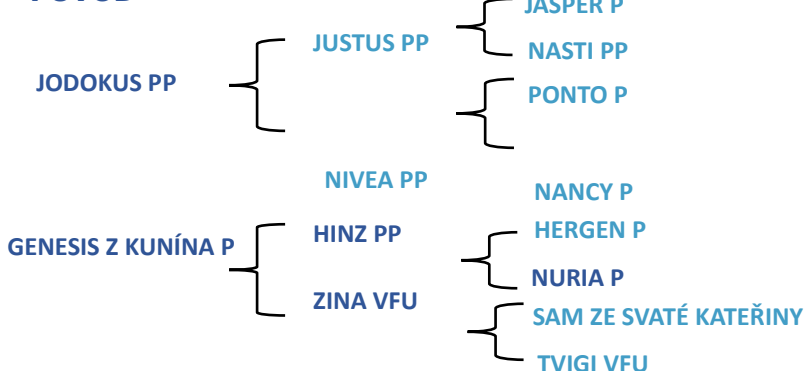 JASPER P
JUSTUS PP
NASTI PP
JODOKUS PP
PONTO P
NIVEA PP
NANCY P
HINZ PP
HERGEN P
GENESIS Z KUNÍNA P
NURIA P
ZINA VFU
SAM ZE SVATÉ KATEŘINY
TVIGI VFU